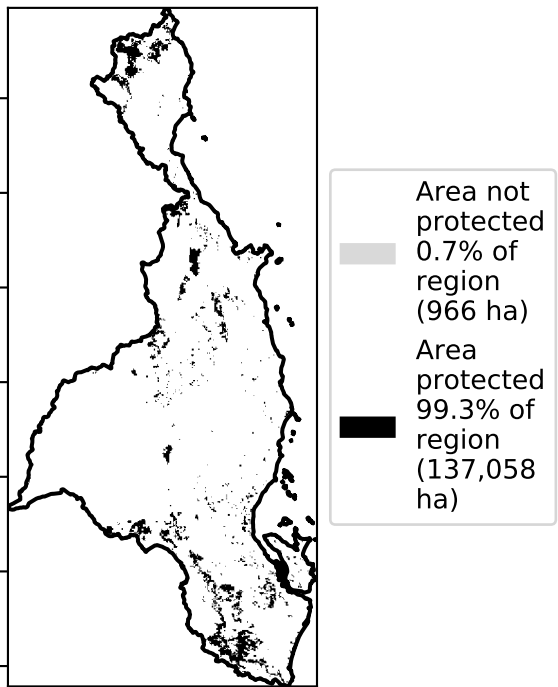 Area not
protected
0.7% of
region
(966 ha)
Area
protected
99.3% of
region
(137,058
ha)